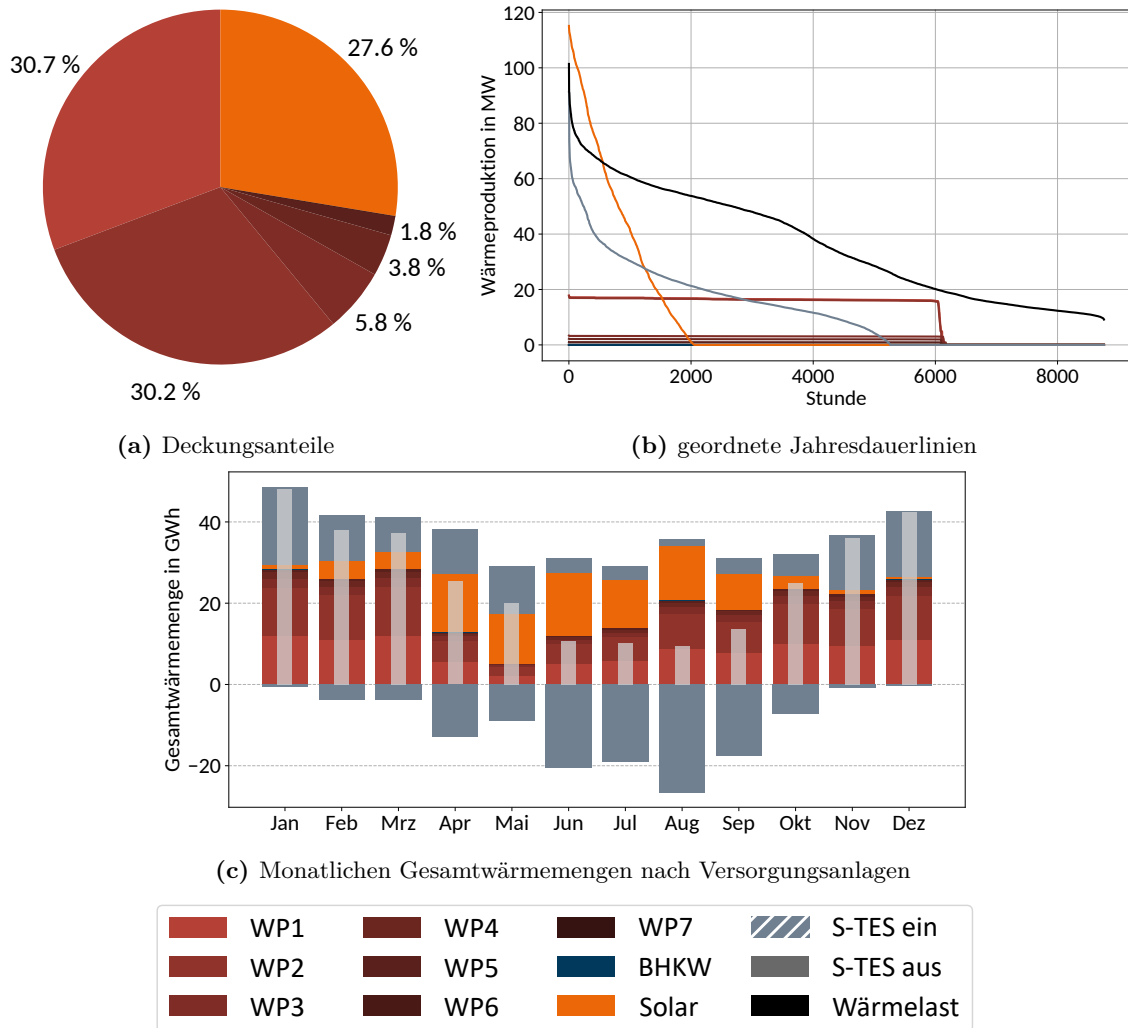 30.7 %
27.6 %
1.8 %
3.8 %
5.8 %
30.2 %
(a) Deckungsanteile
Wärmeproduktion in MW
120
100
80
60
40
20
0
0 2000 4000 6000 8000
Stunde
(b) geordnete Jahresdauerlinien
Gesamtwärmemenge in GWh
40
20
0
−20
Jan Feb Mrz Apr Mai Jun Jul Aug Sep Okt Nov Dez
(c) Monatlichen Gesamtwärmemengen nach Versorgungsanlagen
WP1 WP4 WP7 S-TES ein
WP2 WP5 BHKW S-TES aus
WP3 WP6 Solar Wärmelast